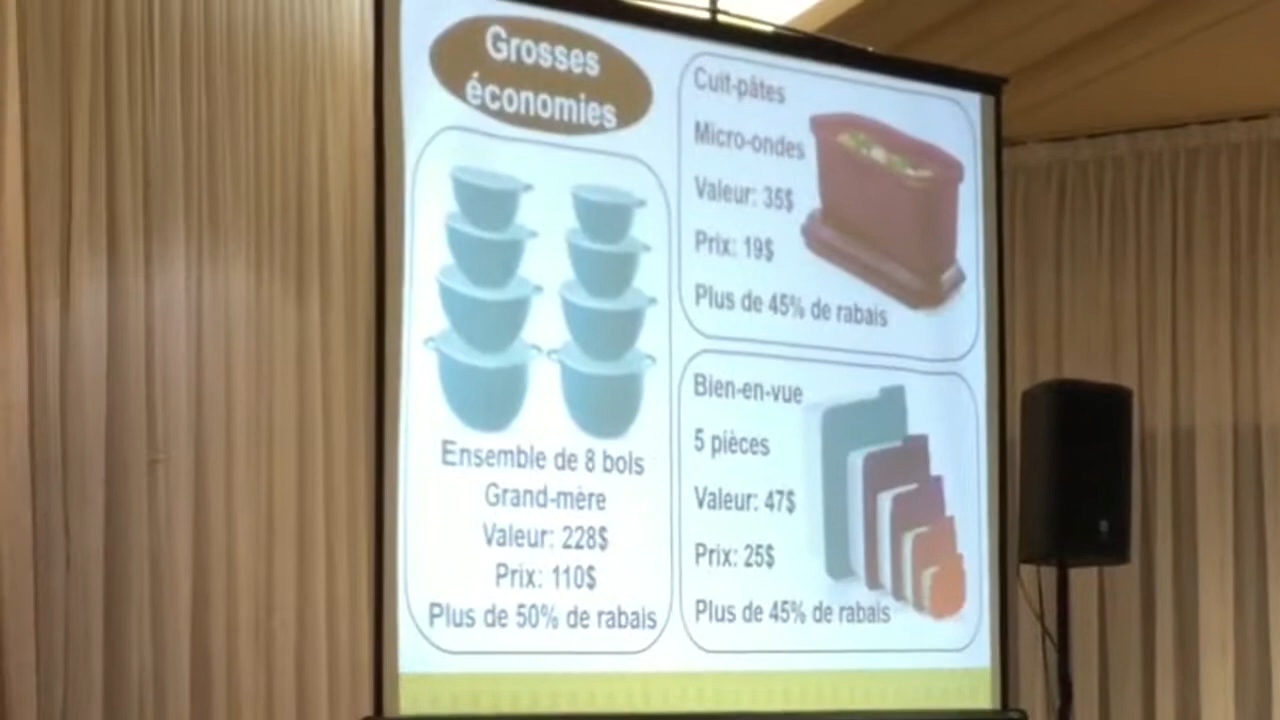 Grosses
économies
Ensemble de 8 bols
Grand-mère
Valeur: 228$
Prix: 110$
Plus de 50% de rabais
Cuit-pâtes
Micro-ondes
Valeur: 35$
Prix: 19$
Plus de 45% de rabais
Bien-en-vue
5 pièces
Valeur: 47$
Prix: 25$
Plus de 45% de rabais